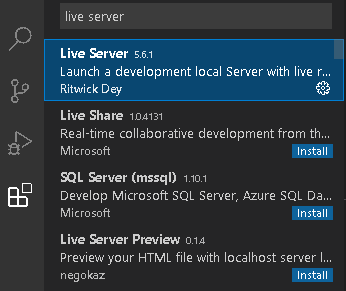 live server
Live Server 5.6.1
Launch a development local Server with live r...
Ritwick Dey
Live Share 1.0.4131
Real-time collaborative development from th...
Microsoft Install
SQL Server (mssql) 1.10.1
Develop Microsoft SQL Server, Azure SQL Da...
Microsoft Install
Live Server Preview 0.1.4
Preview your HTML file with localhost server l...
negokaz Install